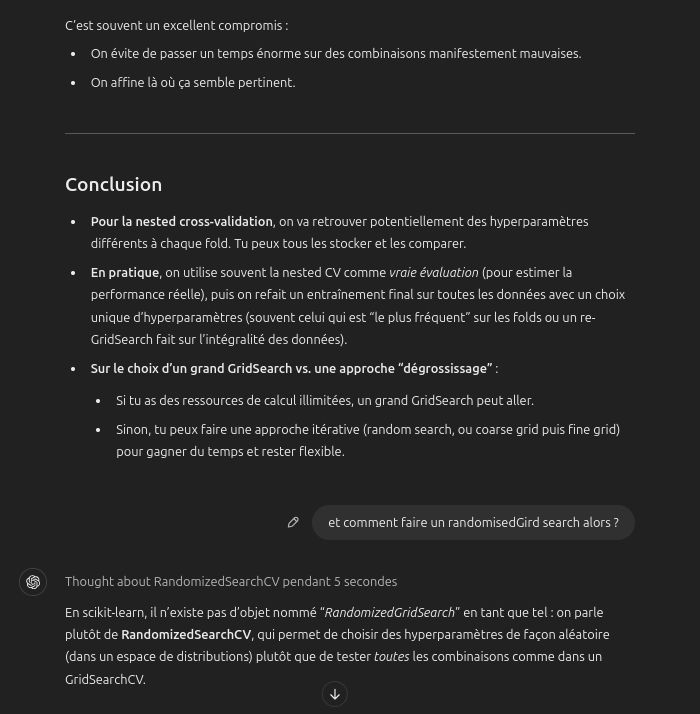 C'est souvent un excellent compromis :
• On évite de passer un temps énorme sur des combinaisons manifestement mauvaises.
• On affine là où ça semble pertinent.
Conclusion
• Pour la nested cross-validation, on va retrouver potentiellement des hyperparamètres
différents à chaque fold. Tu peux tous les stocker et les comparer.
• En pratique, on utilise souvent la nested CV comme vraie évaluation (pour estimer la
performance réelle), puis on refait un entraînement final sur toutes les données avec un choix
unique d'hyperparamètres (souvent celui qui est “le plus fréquent” sur les folds ou un re-
GridSearch fait sur l'intégralité des données).
• Sur le choix d'un grand GridSearch vs. une approche “dégrossissage” :
• Si tu as des ressources de calcul illimitées, un grand GridSearch peut aller.
• Sinon, tu peux faire une approche itérative (random search, ou coarse grid puis fine grid)
pour gagner du temps et rester flexible.
et comment faire un randomisedGird search alors ?
Thought about RandomizedSearchCV pendant 5 secondes
En scikit-learn, il n'existe pas d'objet nommé “RandomizedGridSearch” en tant que tel : on parle
plutôt de RandomizedSearchCV, qui permet de choisir des hyperparamètres de façon aléatoire
(dans un espace de distributions) plutôt que de tester toutes les combinaisons comme dans un
GridSearchCV.